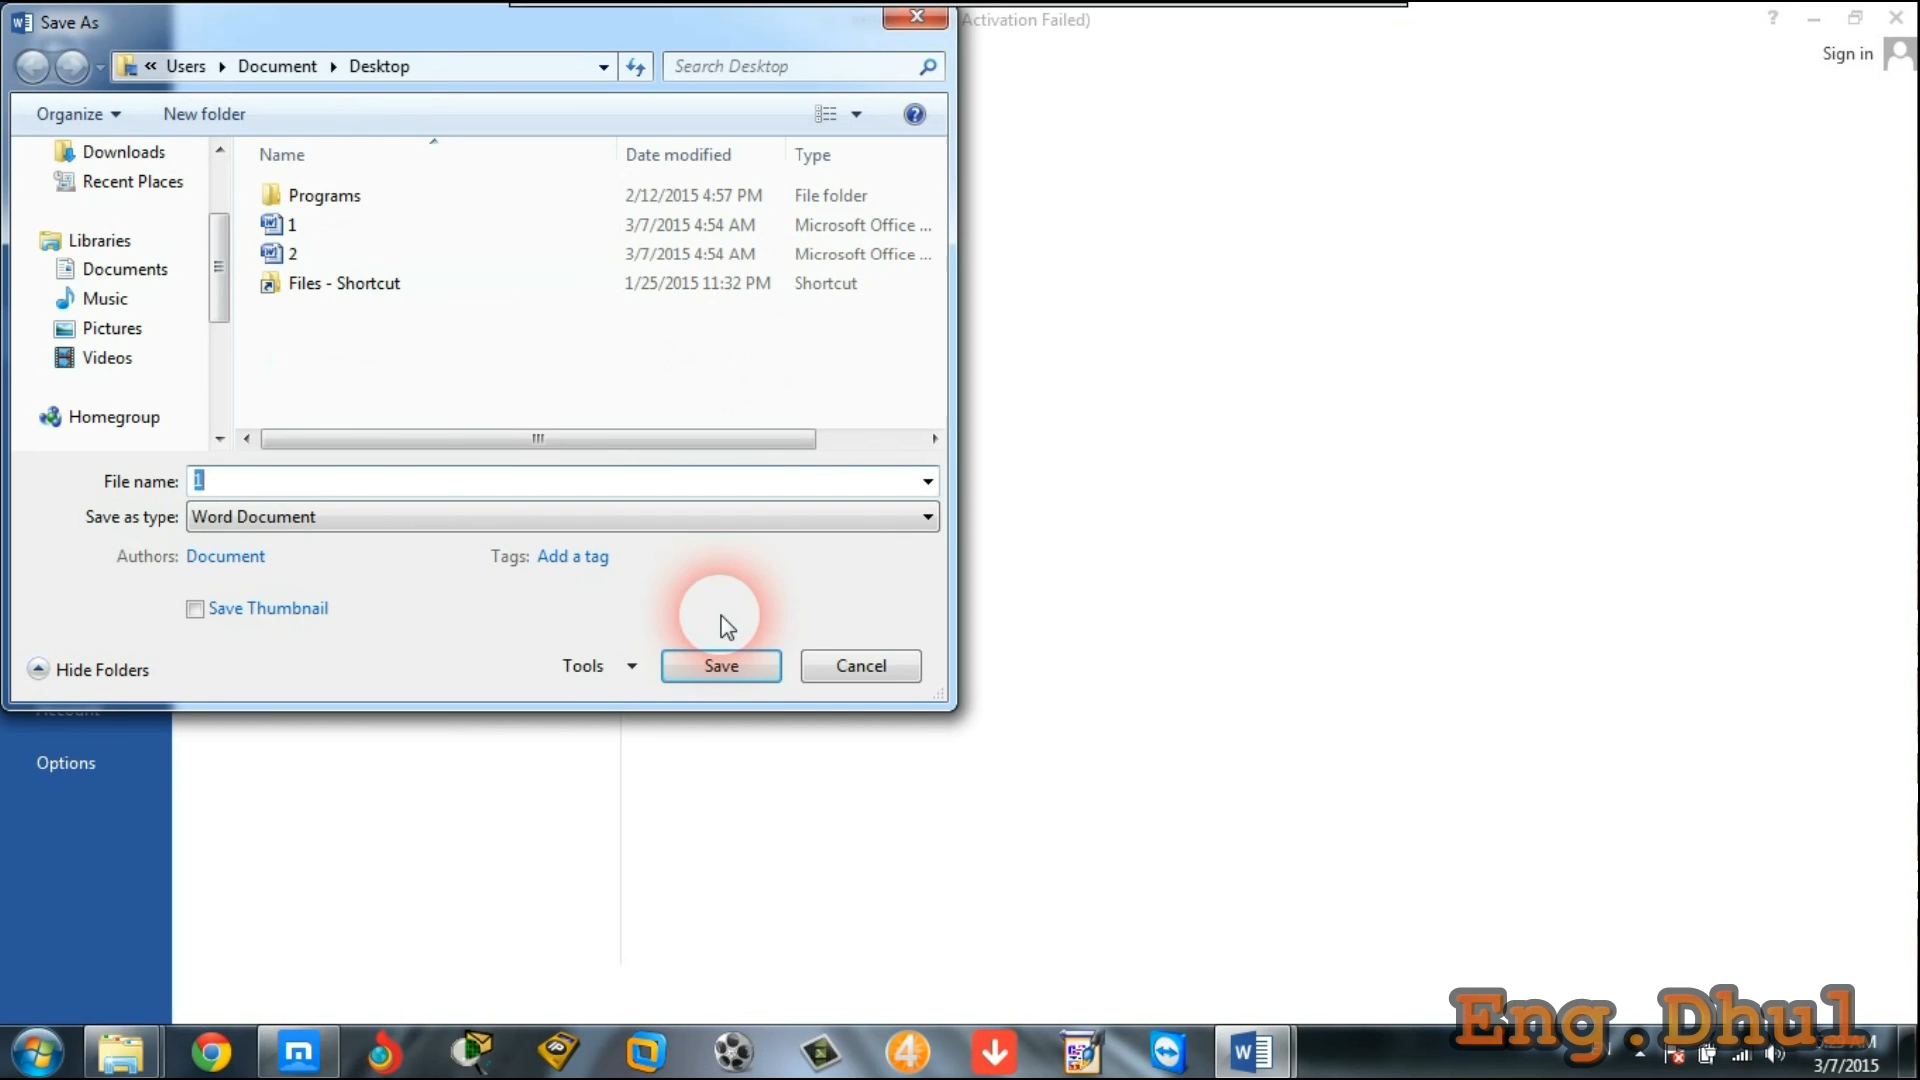 Save As
Activation Failed)
?
Sign in
« Users Document Desktop
Search Desktop
Organize
New folder
Downloads
Recent Places
Libraries
Documents
Music
Pictures
Videos
Homegroup
Name Date modified Type
Programs 2/12/2015 4:57 PM File folder
1 3/7/2015 4:54 AM Microsoft Office ...
2 3/7/2015 4:54 AM Microsoft Office ...
Files - Shortcut 1/25/2015 11:32 PM Shortcut
File name: 1
Save as type: Word Document
Authors: Document
Tags: Add a tag
Save Thumbnail
Hide Folders
Tools
Save
Cancel
Account
Options
Eng.Dhul
3/7/2015